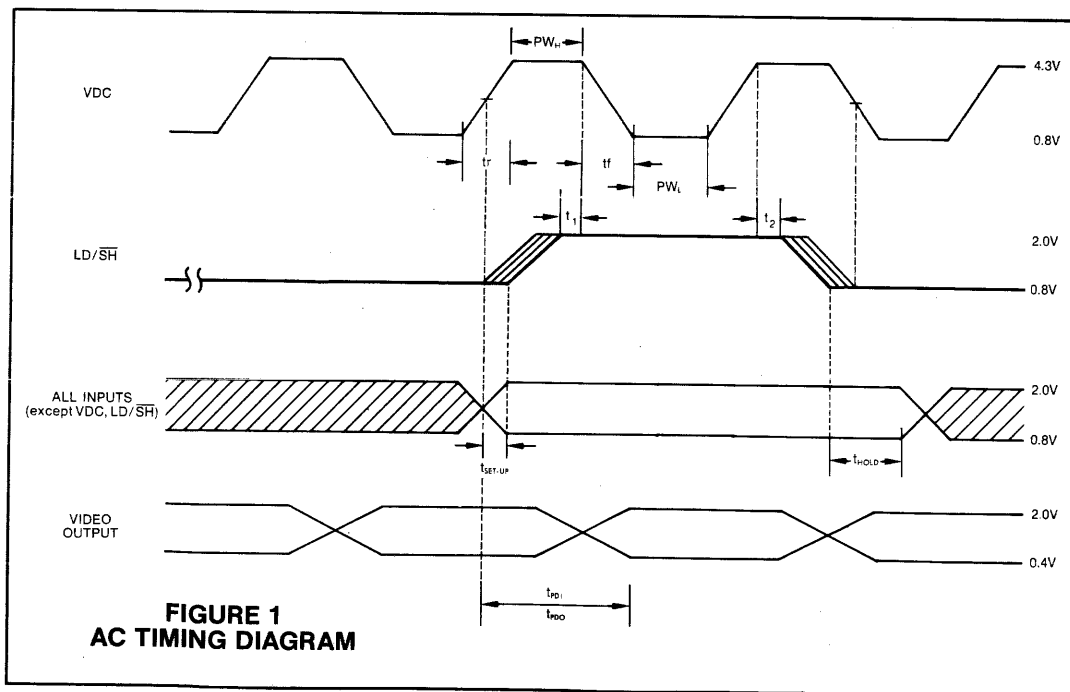 PW_H
VDC
4.3V
0.8V
tr
tf
PW_L
t_1
t_2
LD/S̅H̅
2.0V
0.8V
ALL INPUTS
(except VDC, LD/S̅H̅)
2.0V
0.8V
t_SET-UP
t_HOLD
VIDEO
OUTPUT
2.0V
0.4V
t_PD1
t_PD0
FIGURE 1
AC TIMING DIAGRAM